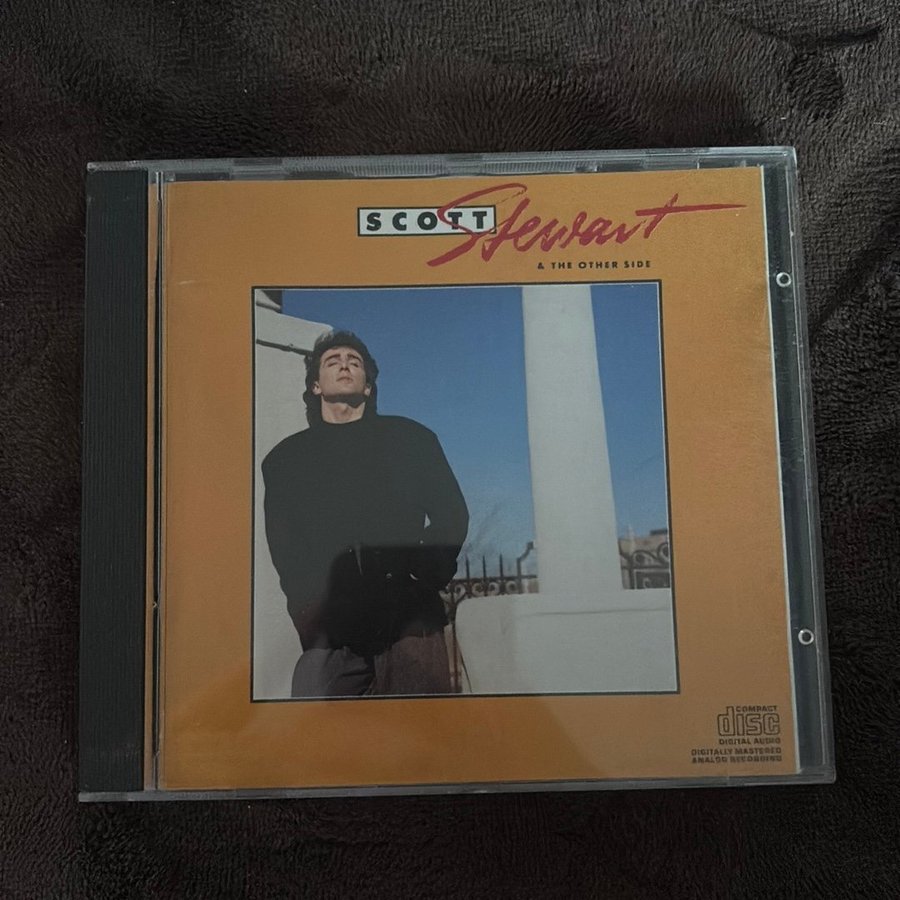 SCOTT Stewart
& THE OTHER SIDE
COMPACT
disc
DIGITAL AUDIO
DIGITALLY MASTERED
ANALOG RECORDING